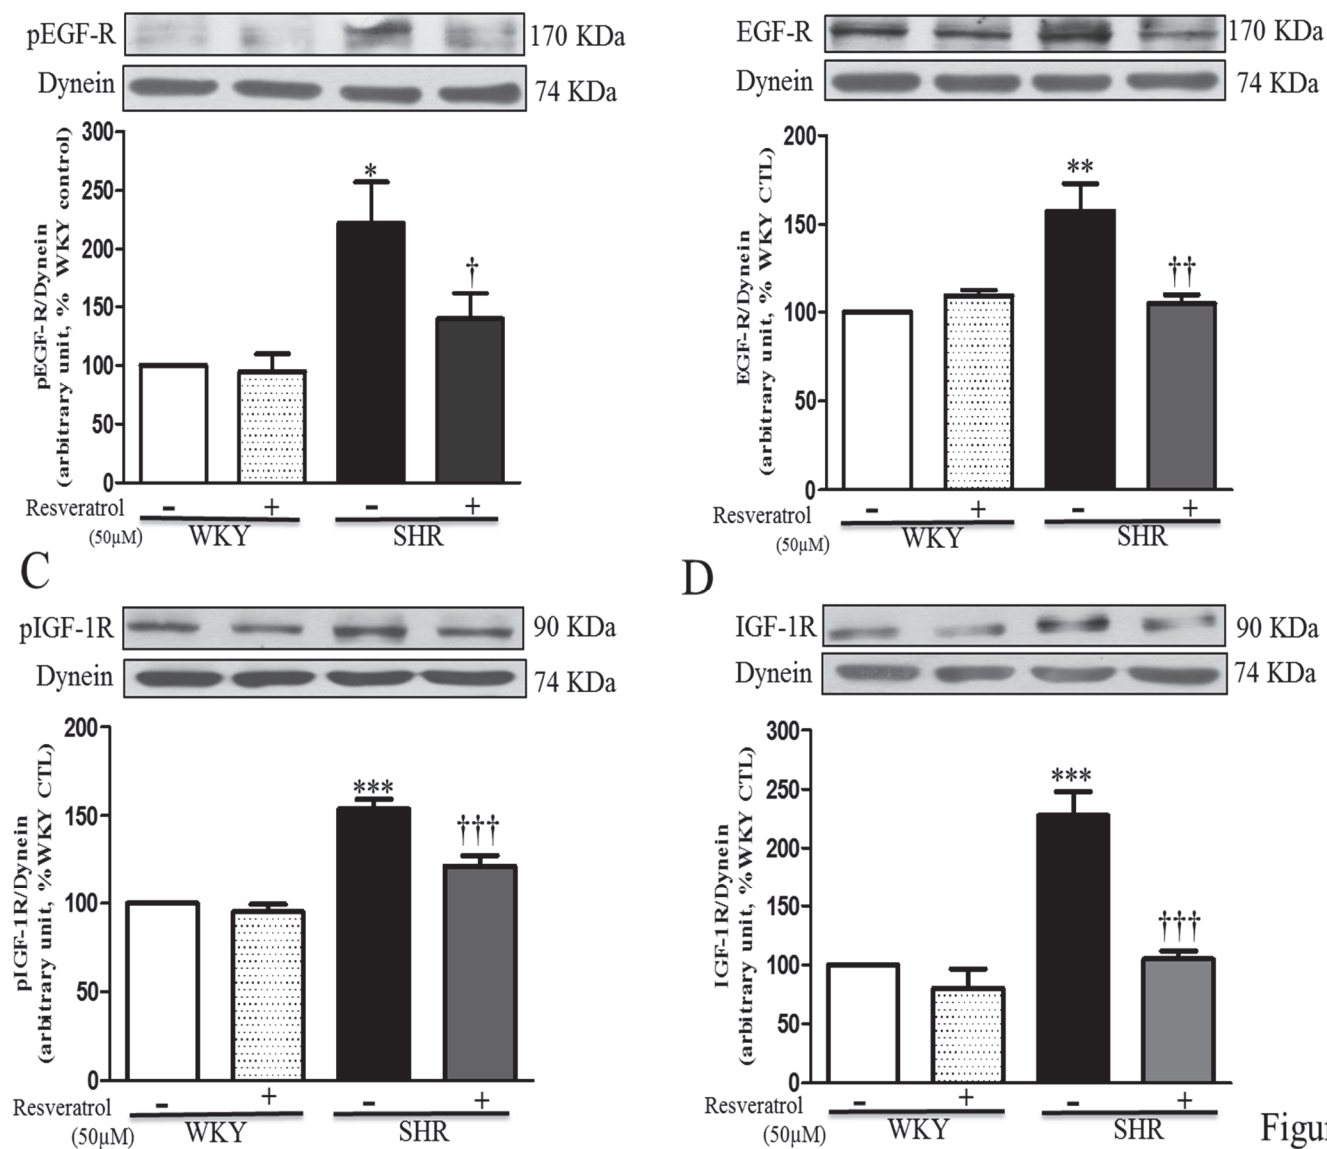 pEGF-R 170 KDa
Dynein 74 KDa
pEGF-R/Dynein
(arbitrary unit, % WKY control)
300
250
200
150
100
50
0
*
†
Resveratrol - + - +
(50µM) WKY SHR
EGF-R 170 KDa
Dynein 74 KDa
EGF-R/Dynein
(arbitrary unit, % WKY CTL)
200
150
100
50
0
**
††
Resveratrol - + - +
(50µM) WKY SHR
C
pIGF-1R 90 KDa
Dynein 74 KDa
pIGF-1R/Dynein
(arbitrary unit, %WKY CTL)
200
150
100
50
0
***
†††
Resveratrol - + - +
(50µM) WKY SHR
D
IGF-1R 90 KDa
Dynein 74 KDa
IGF-1R/Dynein
(arbitrary unit, %WKY CTL)
300
250
200
150
100
50
0
***
†††
Resveratrol - + - +
(50µM) WKY SHR